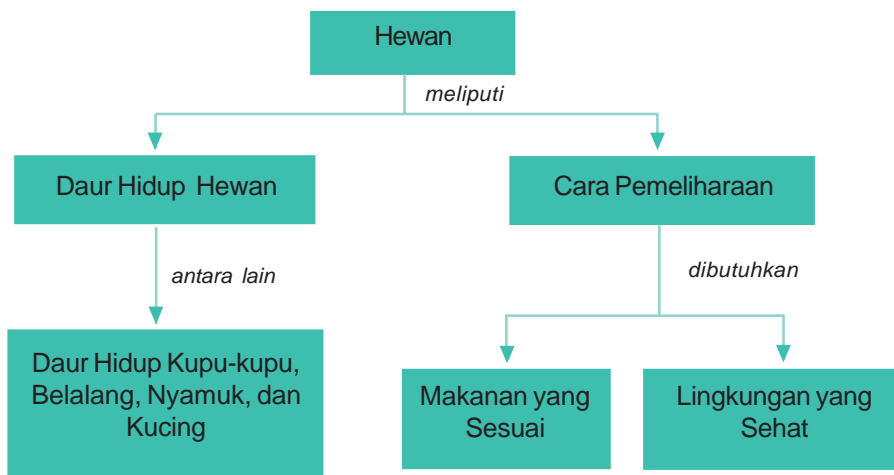 Hewan
meliputi
Daur Hidup Hewan
Cara Pemeliharaan
antara lain
dibutuhkan
Daur Hidup Kupu-kupu,
Belalang, Nyamuk, dan
Kucing
Makanan yang
Sesuai
Lingkungan yang
Sehat